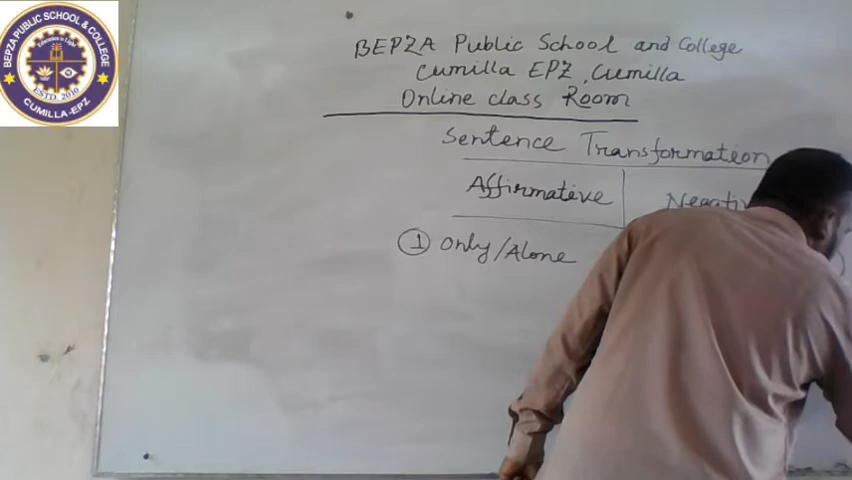 BEPZA PUBLIC SCHOOL & COLLEGE
ESTD. 2010
CUMILLA-EPZ
BEPZA Public School and College
Cumilla EPZ, Cumilla
Online class Room
Sentence Transformation
Affirmative
① Only/Alone